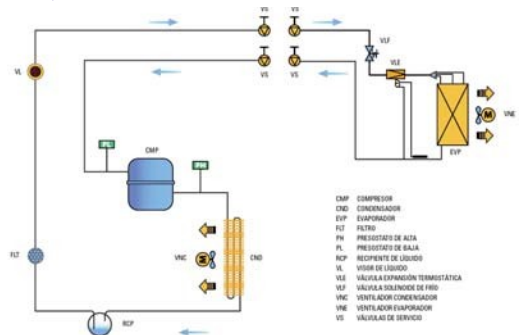 VS
VS
VLF
VL
VLE
VS
VS
M
VNE
EVP
PL
CMP
PH
FLT
VNC
M
CND
RCP
CMP COMPRESOR
CND CONDENSADOR
EVP EVAPORADOR
FLT FILTRO
PH PRESOSTATO DE ALTA
PL PRESOSTATO DE BAJA
RCP RECIPIENTE DE LÍQUIDO
VL VISOR DE LÍQUIDO
VLE VÁLVULA EXPANSIÓN TERMOSTÁTICA
VLF VÁLVULA SOLENOIDE DE FRÍO
VNC VENTILADOR CONDENSADOR
VNE VENTILADOR EVAPORADOR
VS VÁLVULAS DE SERVICIO